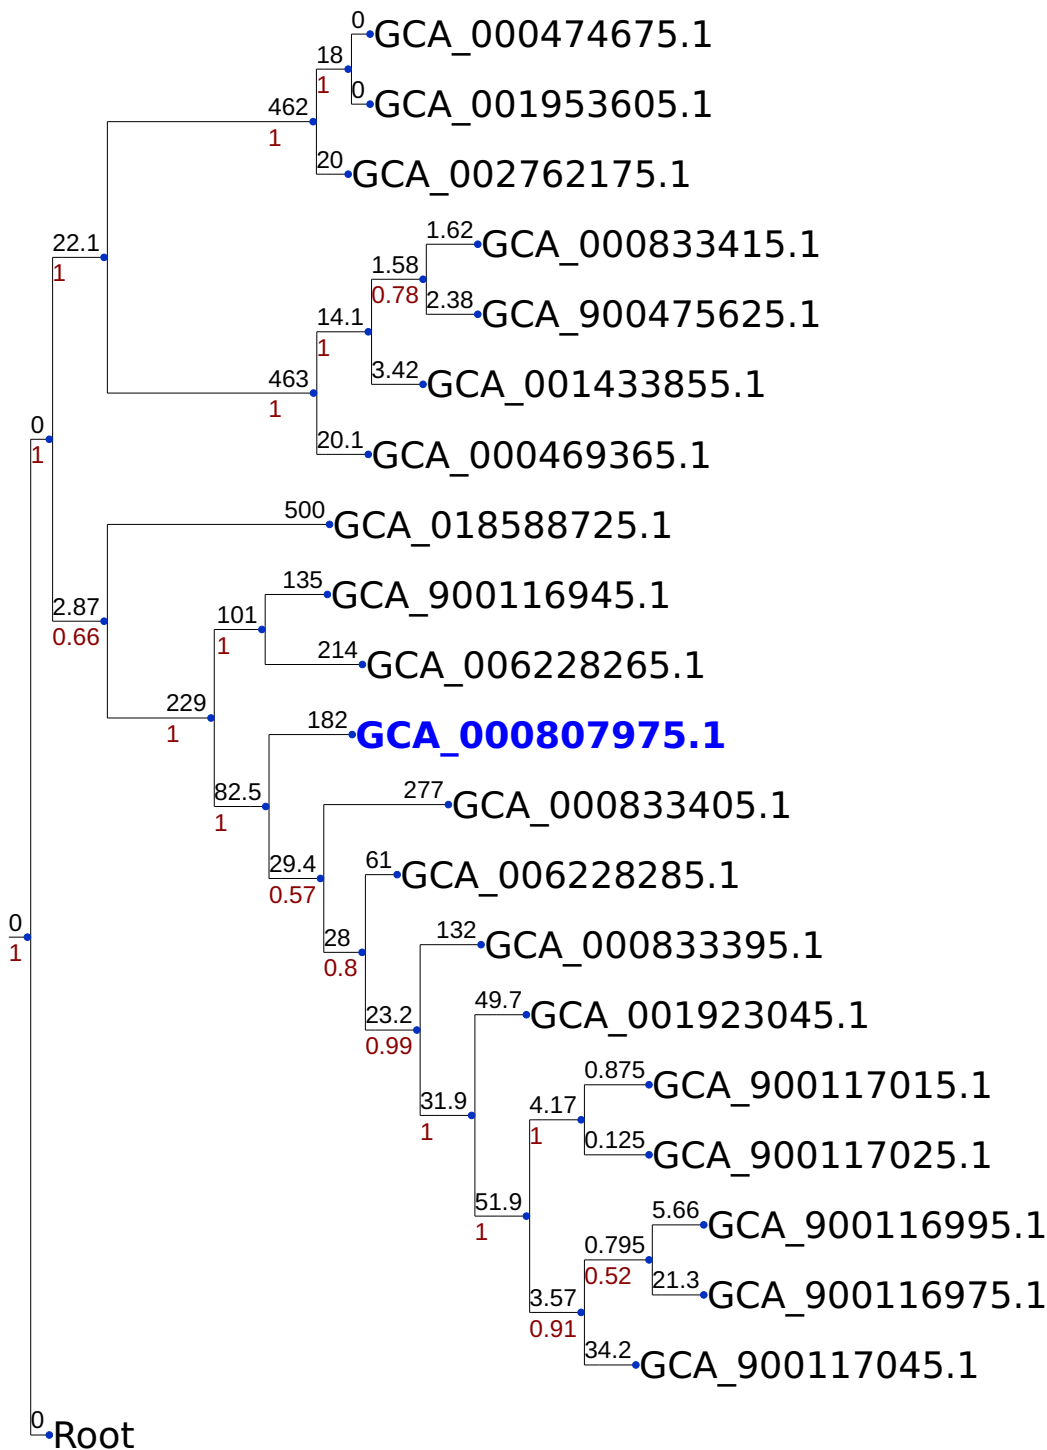 0
GCA_000474675.1
18
1
0
GCA_001953605.1
462
1
20
GCA_002762175.1
1.62
GCA_000833415.1
22.1
1
1.58
0.78
2.38
GCA_900475625.1
14.1
1
3.42
GCA_001433855.1
463
1
20.1
GCA_000469365.1
0
1
500
GCA_018588725.1
135
GCA_900116945.1
2.87
0.66
101
1
214
GCA_006228265.1
229
1
182
GCA_000807975.1
82.5
1
277
GCA_000833405.1
29.4
0.57
61
GCA_006228285.1
0
1
28
0.8
132
GCA_000833395.1
23.2
0.99
49.7
GCA_001923045.1
31.9
1
0.875
GCA_900117015.1
4.17
1
0.125
GCA_900117025.1
51.9
1
5.66
GCA_900116995.1
0.795
0.52
21.3
GCA_900116975.1
3.57
0.91
34.2
GCA_900117045.1
0
Root